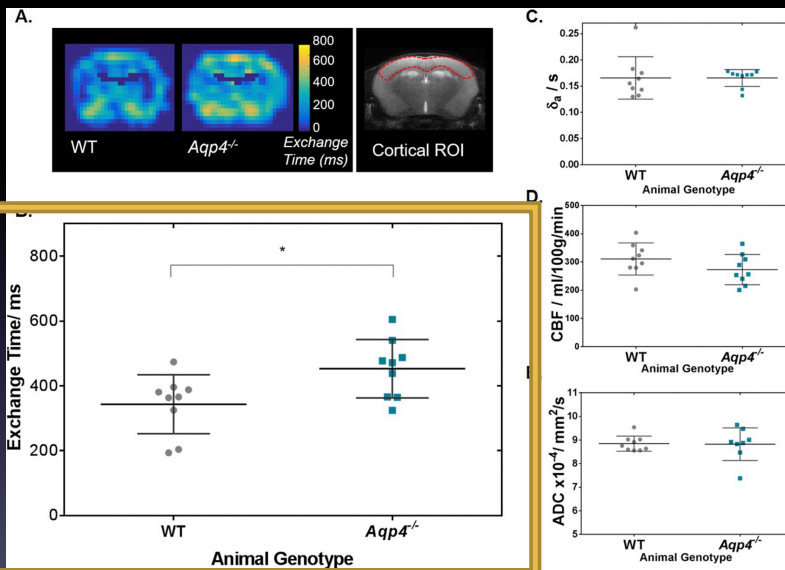 A.
800
600
400
200
0
WT
Aqp4-/-
Exchange
Time (ms)
Cortical ROI
Exchange Time/ ms
800
600
400
200
0
*
WT
Aqp4-/-
Animal Genotype
C.
δa / s
0.25
0.20
0.15
0.10
0.05
0.00
WT
Aqp4-/-
Animal Genotype
D.
CBF / ml/100g/min
500
400
300
200
100
0
WT
Aqp4-/-
Animal Genotype
ADC x10-4/ mm2/s
11
10
9
8
7
6
5
WT
Aqp4-/-
Animal Genotype